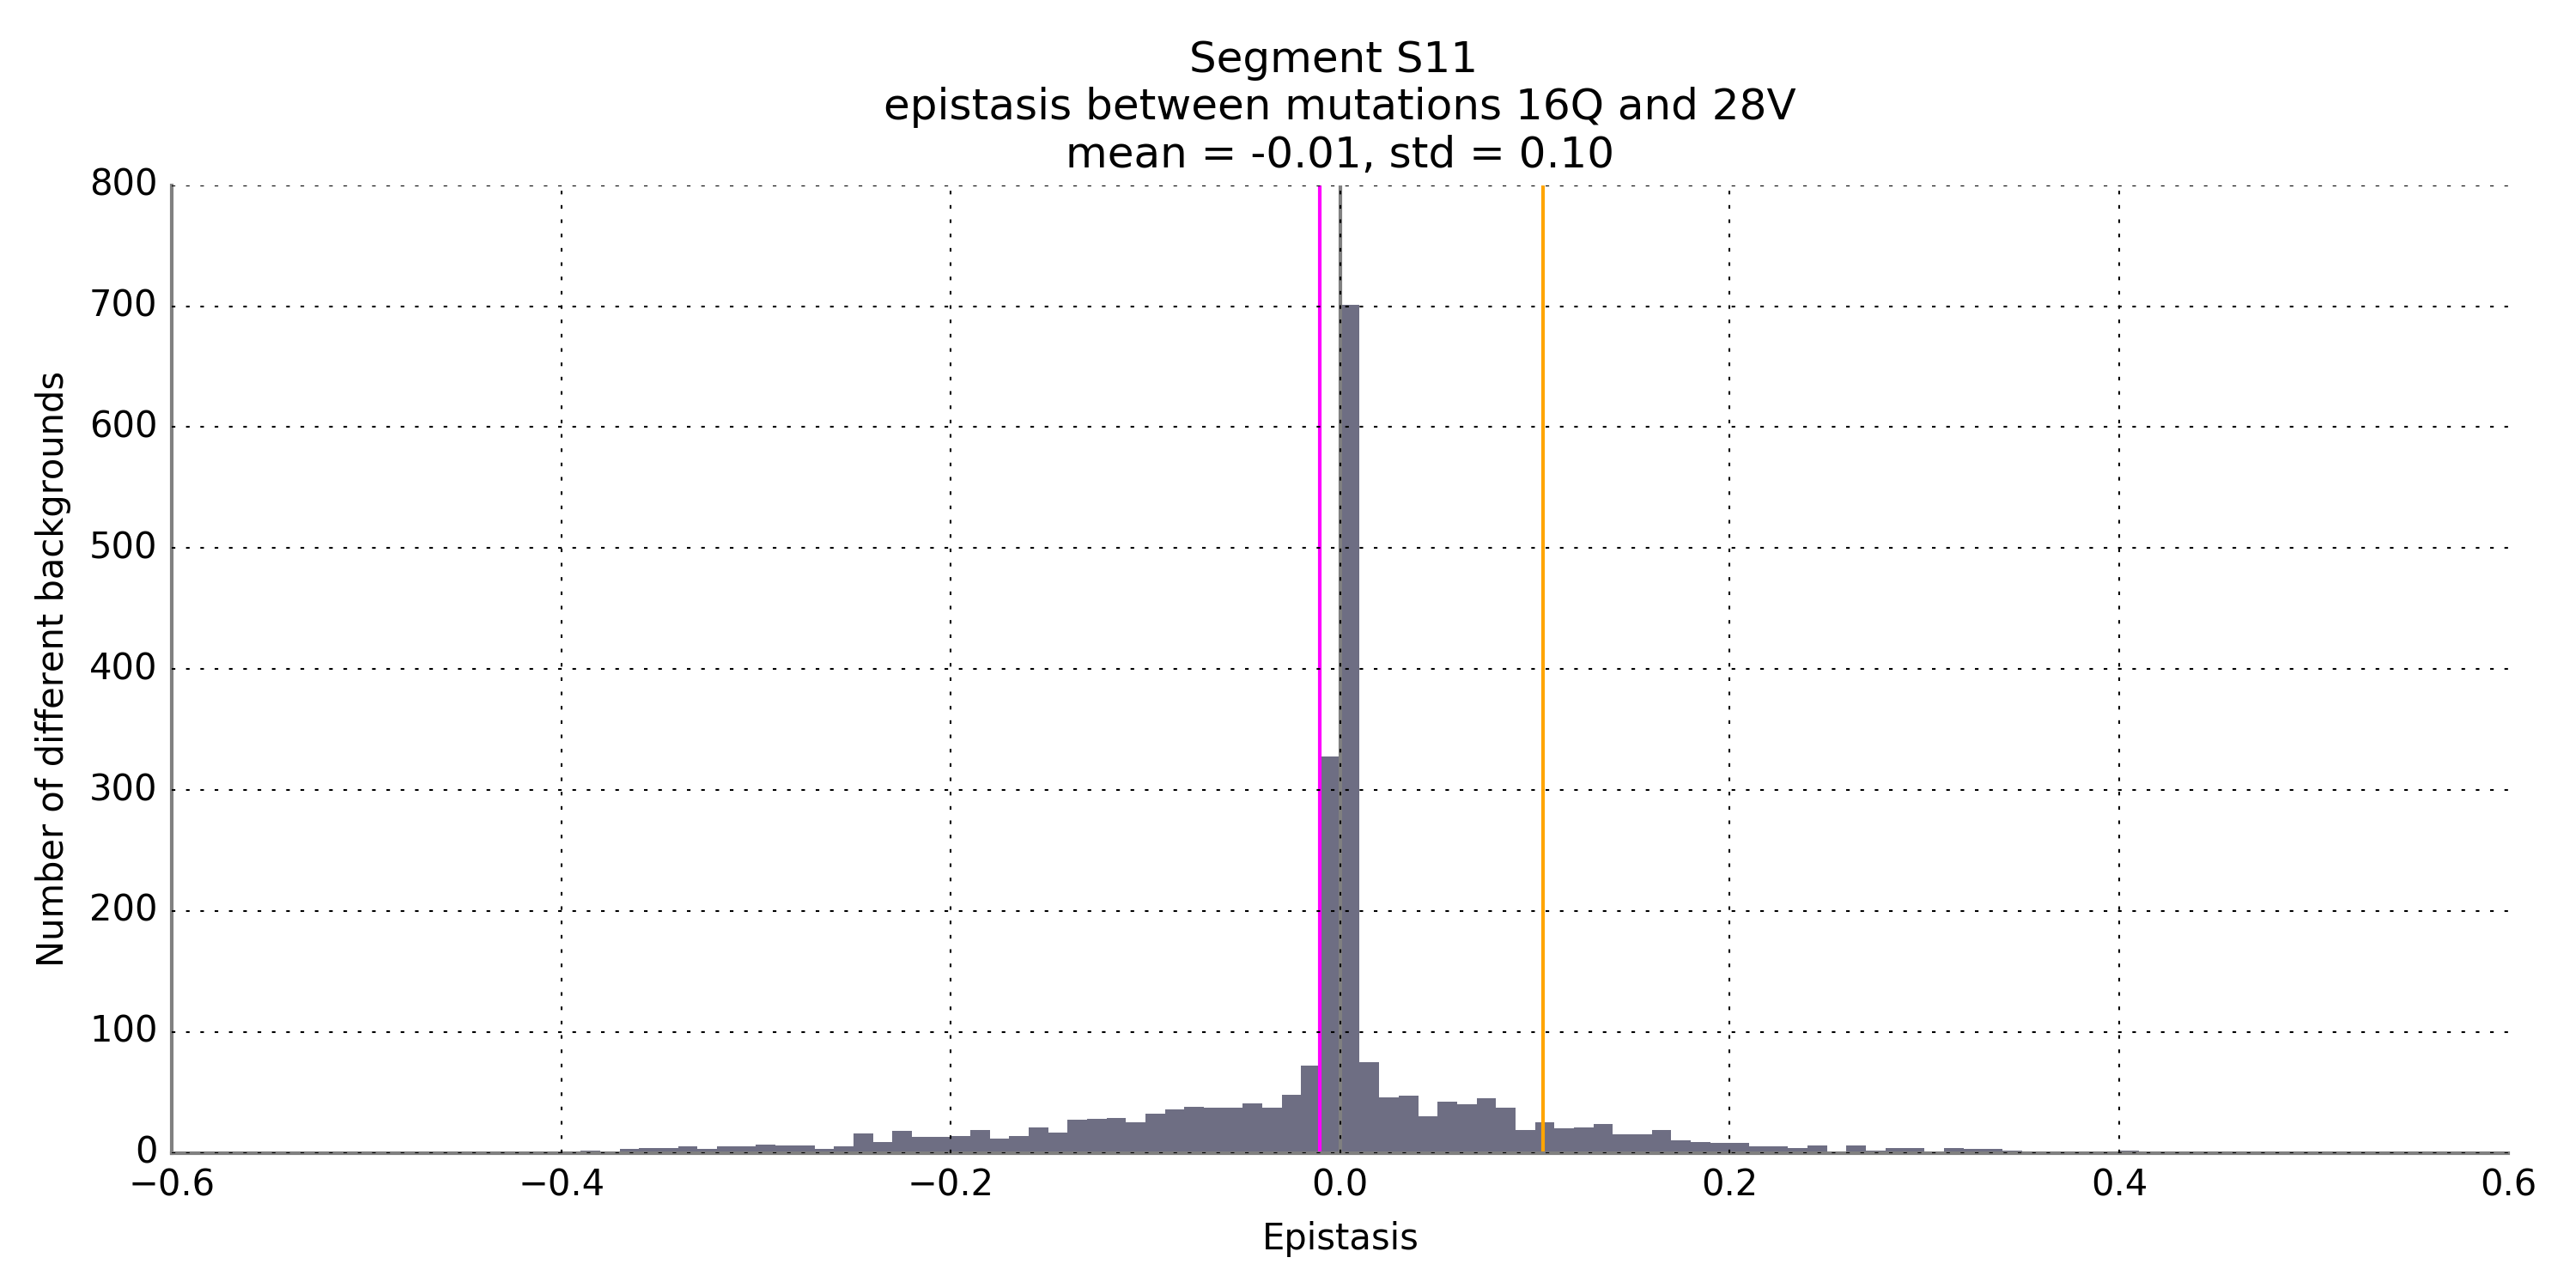 Segment S11
epistasis between mutations 16Q and 28V
mean = -0.01, std = 0.10
800
700
600
500
400
300
200
100
0
Number of different backgrounds
−0.6 −0.4 −0.2 0.0 0.2 0.4 0.6
Epistasis